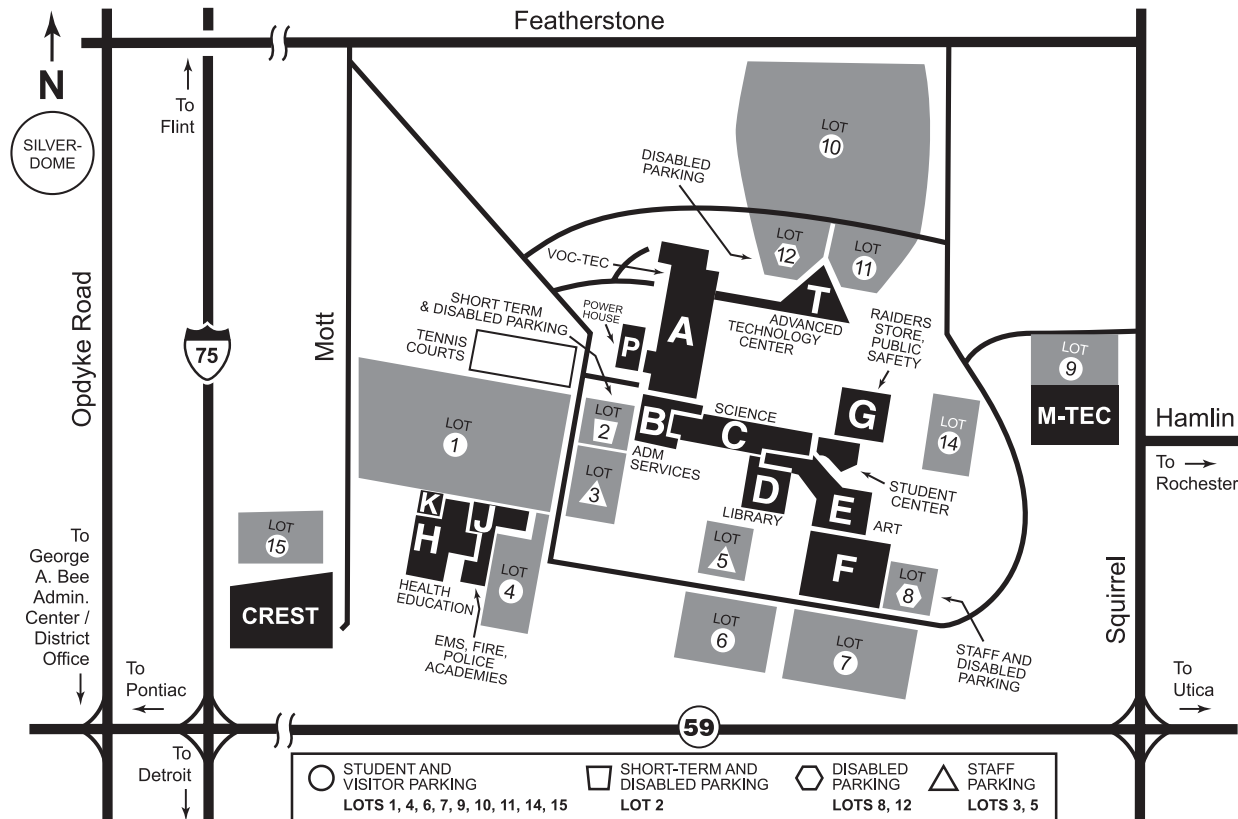 Featherstone
N
SILVER-
DOME
To
Flint
Opdyke Road
75
Mott
LOT
10
DISABLED
PARKING
LOT
12
LOT
11
VOC-TEC
SHORT TERM
& DISABLED PARKING
POWER
HOUSE
TENNIS
COURTS
P
A
T
ADVANCED
TECHNOLOGY
CENTER
RAIDERS
STORE,
PUBLIC
SAFETY
LOT
9
M-TEC
Hamlin
To
Rochester
LOT
1
LOT
2
B
ADM
SERVICES
SCIENCE
C
G
LOT
14
LOT
3
D
LIBRARY
E
ART
STUDENT
CENTER
K
J
H
HEALTH
EDUCATION
LOT
4
EMS, FIRE,
POLICE
ACADEMIES
LOT
5
F
LOT
8
LOT
6
LOT
7
STAFF AND
DISABLED
PARKING
LOT
15
CREST
To
George
A. Bee
Admin.
Center /
District
Office
To
Pontiac
To
Detroit
59
Squirrel
To
Utica
STUDENT AND
VISITOR PARKING
LOTS 1, 4, 6, 7, 9, 10, 11, 14, 15
SHORT-TERM AND
DISABLED PARKING
LOT 2
DISABLED
PARKING
LOTS 8, 12
STAFF
PARKING
LOTS 3, 5